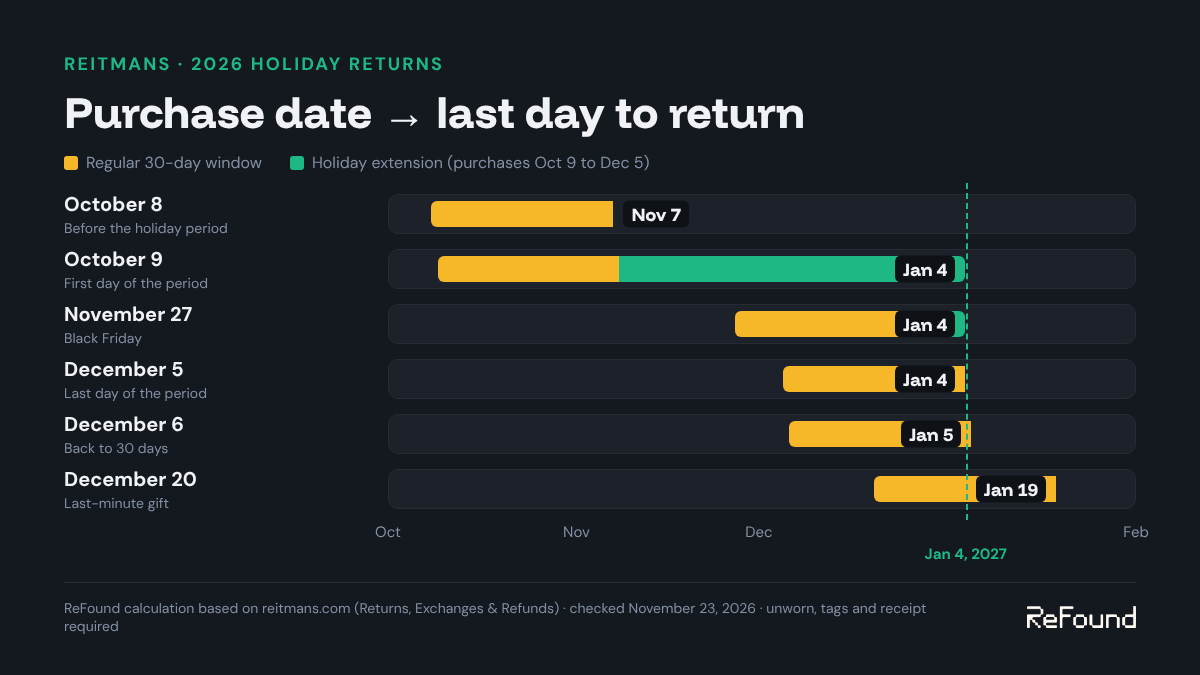 REITMANS · 2026 HOLIDAY RETURNS
Purchase date → last day to return
Regular 30-day window
Holiday extension (purchases Oct 9 to Dec 5)
October 8
Before the holiday period
Nov 7
October 9
First day of the period
Jan 4
November 27
Black Friday
Jan 4
December 5
Last day of the period
Jan 4
December 6
Back to 30 days
Jan 5
December 20
Last-minute gift
Jan 19
Oct Nov Dec Feb
Jan 4, 2027
ReFound calculation based on reitmans.com (Returns, Exchanges & Refunds) · checked November 23, 2026 · unworn, tags and receipt
required
ReFound